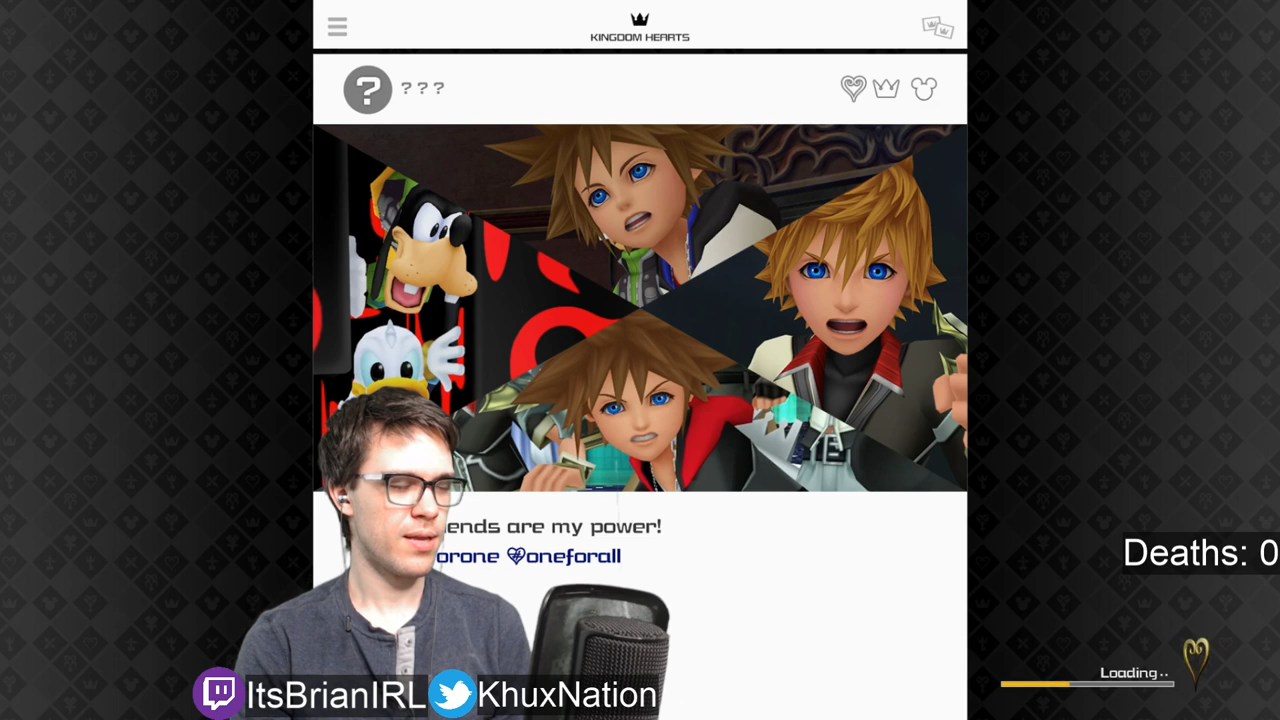 KINGDOM HEARTS
? ???
ends are my power!
orone oneforall
Deaths: 0
Loading..
ItsBrianIRL KhuxNation